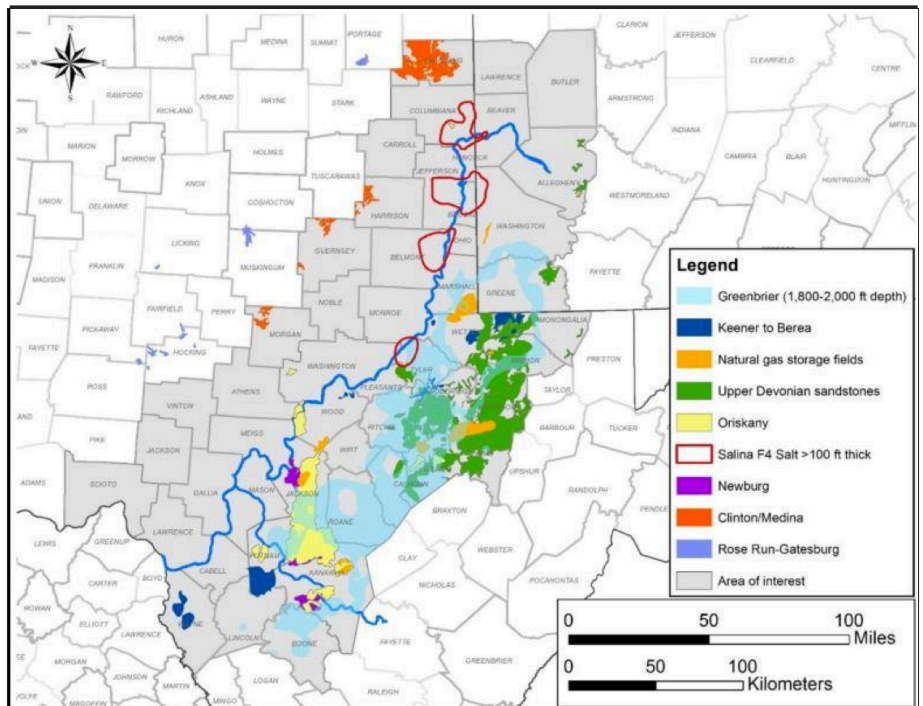 HURON
MEDINA
SUMMIT
PORTAGE
CLARION
JEFFERSON
LAWRENCE
BUTLER
CLEARFIELD
CENTRE
CRAWFORD
RICHLAND
ASHLAND
WAYNE
STARK
COLUMBIANA
BEAVER
ARMSTRONG
INDIANA
MARION
MORROW
HOLMES
CARROLL
HANCOCK
CAMBRIA
BLAIR
MIFFLIN
HUNTINGDON
KNOX
TUSCARAWAS
JEFFERSON
ALLEGHENY
UNION
DELAWARE
COSHOCTON
HARRISON
WESTMORELAND
LICKING
GUERNSEY
OHIO
WASHINGTON
MADISON
FRANKLIN
MUSKINGUM
BELMONT
FAYETTE
FAIRFIELD
PERRY
NOBLE
MARSHALL
GREENE
PICKAWAY
MORGAN
MONROE
WETZEL
MONONGALIA
FAYETTE
HOCKING
WASHINGTON
TYLER
MARION
PRESTON
ROSS
ATHENS
PLEASANTS
TAYLOR
VINTON
WOOD
RITCHIE
BARBOUR
TUCKER
PIKE
MEIGS
WIRT
JACKSON
CALHOUN
UPSHUR
RANDOLPH
ADAMS
SCIOTO
GALLIA
MASON
JACKSON
ROANE
BRAXTON
LEWIS
GREENUP
LAWRENCE
PUTNAM
CLAY
WEBSTER
CARTER
BOYD
CABELL
KANAWHA
NICHOLAS
POCAHONTAS
ROWAN
ELLIOTT
LAWRENCE
WAYNE
LINCOLN
BOONE
FAYETTE
GREENBRIER
MORGAN
JOHNSON
MARTIN
LOGAN
RALEIGH
MAGOFFIN
MINGO
WOLFE
N
W E
S
Legend
Greenbrier (1,800-2,000 ft depth)
Keener to Berea
Natural gas storage fields
Upper Devonian sandstones
Oriskany
Salina F4 Salt >100 ft thick
Newburg
Clinton/Medina
Rose Run-Gatesburg
Area of interest
0 50 100
Miles
0 50 100
Kilometers